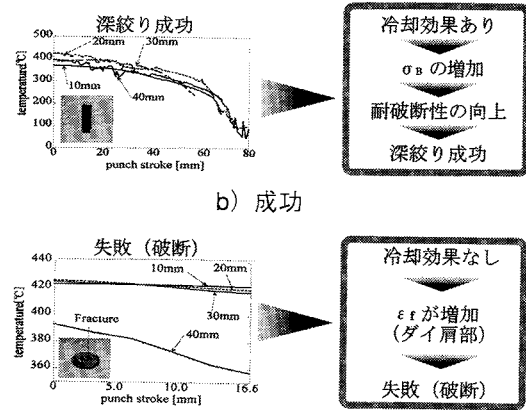 深絞り成功
temperature[℃]
500
400
300
200
100
0
20mm
30mm
10mm
40mm
0
20
40
60
80
punch stroke [mm]
冷却効果あり
σBの増加
耐破断性の向上
深絞り成功
b）成功
失敗（破断）
temperature[℃]
440
420
400
380
360
10mm
20mm
30mm
Fracture
40mm
0
5.0
10.0
16.6
punch stroke [mm]
冷却効果なし
εfが増加
（ダイ肩部）
失敗（破断）